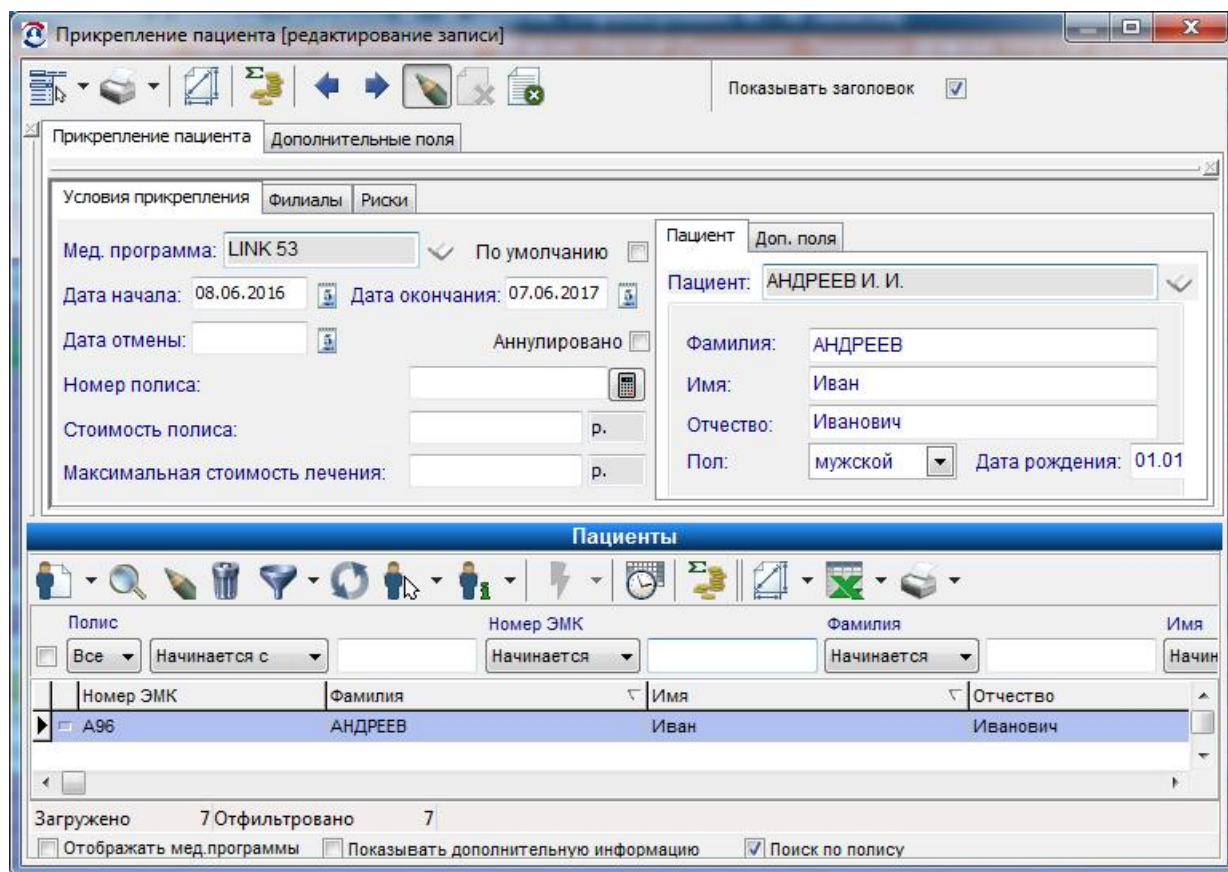 Прикрепление пациента [редактирование записи]
Показывать заголовок
Прикрепление пациента Дополнительные поля
Условия прикрепления Филиалы Риски
Мед. программа: LINK 53 По умолчанию
Дата начала: 08.06.2016 Дата окончания: 07.06.2017
Дата отмены: Аннулировано
Номер полиса:
Стоимость полиса: р.
Максимальная стоимость лечения: р.
Пациент Доп. поля
Пациент: АНДРЕЕВ И. И.
Фамилия: АНДРЕЕВ
Имя: Иван
Отчество: Иванович
Пол: мужской Дата рождения: 01.01
Пациенты
Полис Номер ЭМК Фамилия Имя
Все Начинается с Начинается Начинается Начин
Номер ЭМК Фамилия Имя Отчество
А96 АНДРЕЕВ Иван Иванович
Загружено 7 Отфильтровано 7
Отображать мед.программы Показывать дополнительную информацию Поиск по полису